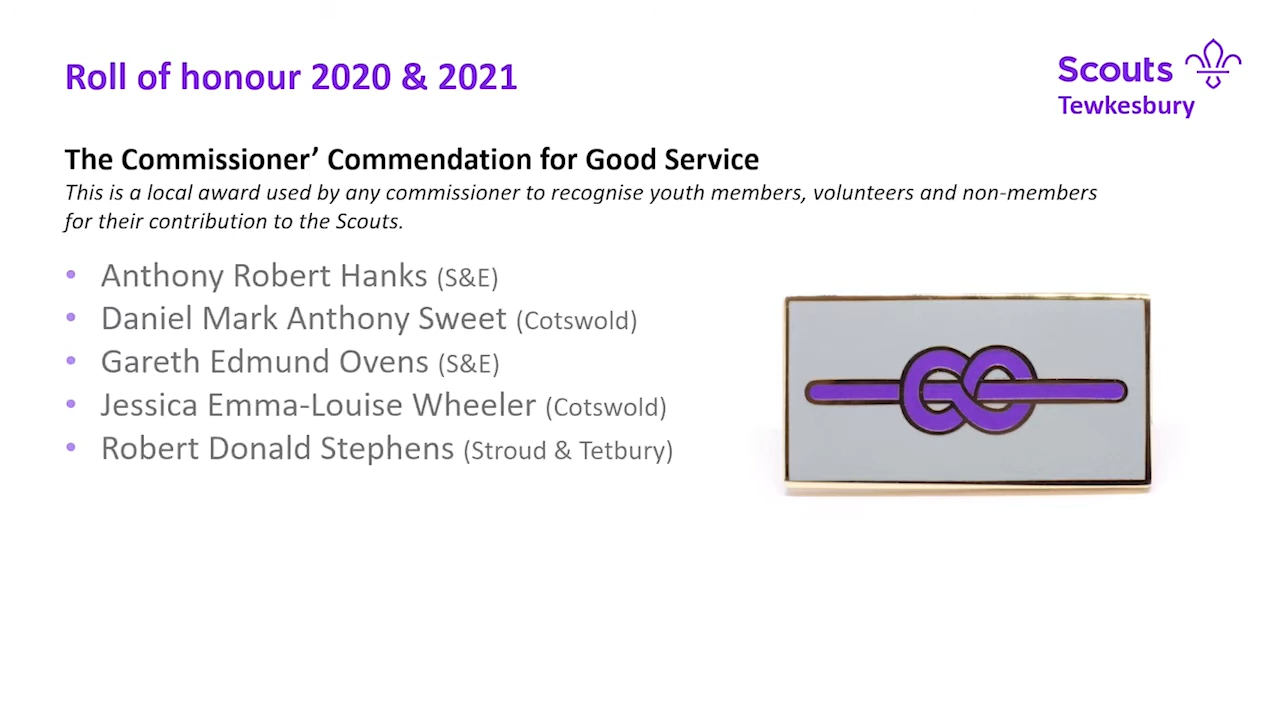 Roll of honour 2020 & 2021
Scouts
Tewkesbury
The Commissioner’ Commendation for Good Service
This is a local award used by any commissioner to recognise youth members, volunteers and non-members
for their contribution to the Scouts.
• Anthony Robert Hanks (S&E)
• Daniel Mark Anthony Sweet (Cotswold)
• Gareth Edmund Ovens (S&E)
• Jessica Emma-Louise Wheeler (Cotswold)
• Robert Donald Stephens (Stroud & Tetbury)